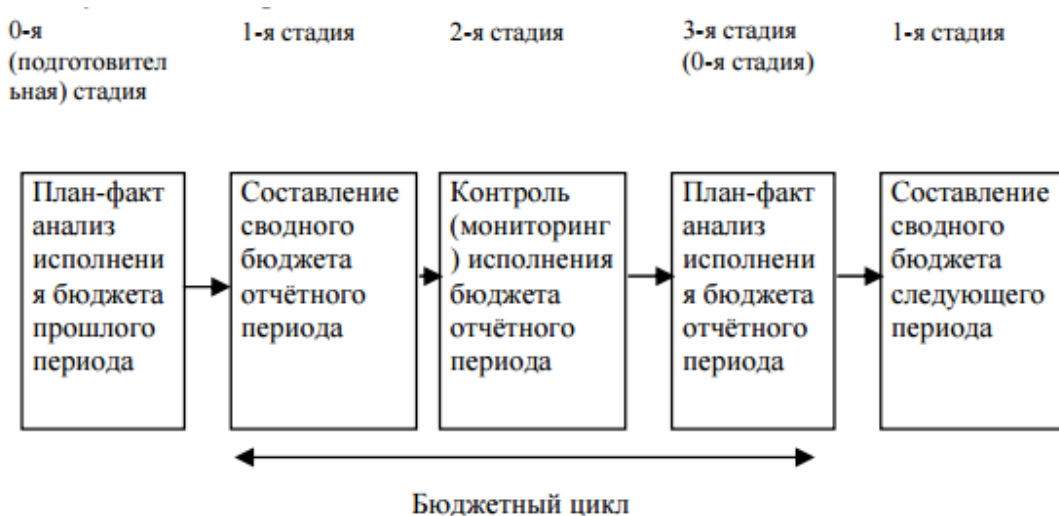 0-я
(подготовител
ьная) стадия
1-я стадия
2-я стадия
3-я стадия
(0-я стадия)
1-я стадия
План-факт
анализ
исполнени
я бюджета
прошлого
периода
Составление
сводного
бюджета
отчётного
периода
Контроль
(мониторинг
) исполнения
бюджета
отчётного
периода
План-факт
анализ
исполнени
я бюджета
отчётного
периода
Составление
сводного
бюджета
следующего
периода
Бюджетный цикл